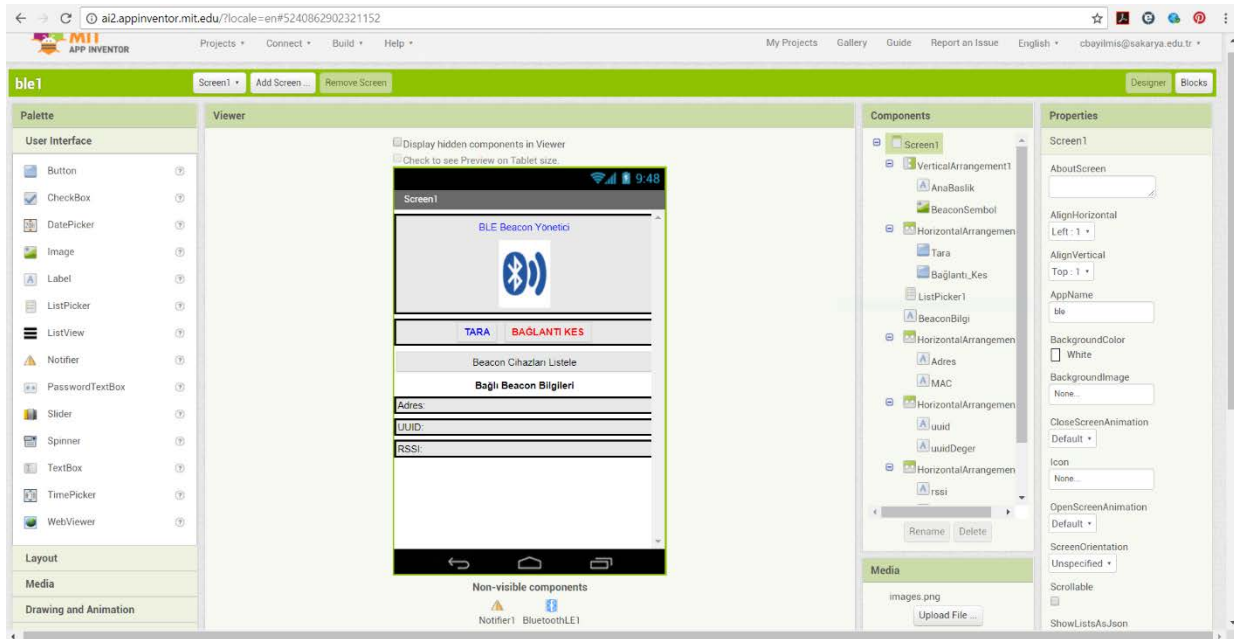 ai2.appinventor.mit.edu/?locale=en#5240862902321152
MIT
APP INVENTOR
Projects
Connect
Build
Help
My Projects
Gallery
Guide
Report an Issue
English
cbayilmis@sakarya.edu.tr
ble1
Screen1
Add Screen ...
Remove Screen
Designer
Blocks
Palette
User Interface
Button
CheckBox
DatePicker
Image
Label
ListPicker
ListView
Notifier
PasswordTextBox
Slider
Spinner
TextBox
TimePicker
WebViewer
Layout
Media
Drawing and Animation
Viewer
Display hidden components in Viewer
Check to see Preview on Tablet size.
9:48
Screen1
BLE Beacon Yönetici
TARA
BAĞLANTI KES
Beacon Cihazları Listele
Bağlı Beacon Bilgileri
Adres:
UUID:
RSSI:
Non-visible components
Notifier1
BluetoothLE1
Components
Screen1
VerticalArrangement1
AnaBaslik
BeaconSembol
HorizontalArrangemen
Tara
Bağlantı_Kes
ListPicker1
BeaconBilgi
HorizontalArrangemen
Adres
MAC
HorizontalArrangemen
uuid
uuidDeger
HorizontalArrangemen
rssi
Rename
Delete
Media
images.png
Upload File ...
Properties
Screen1
AboutScreen
AlignHorizontal
Left : 1
AlignVertical
Top : 1
AppName
ble
BackgroundColor
White
BackgroundImage
None...
CloseScreenAnimation
Default
Icon
None...
OpenScreenAnimation
Default
ScreenOrientation
Unspecified
Scrollable
ShowListsAsJson